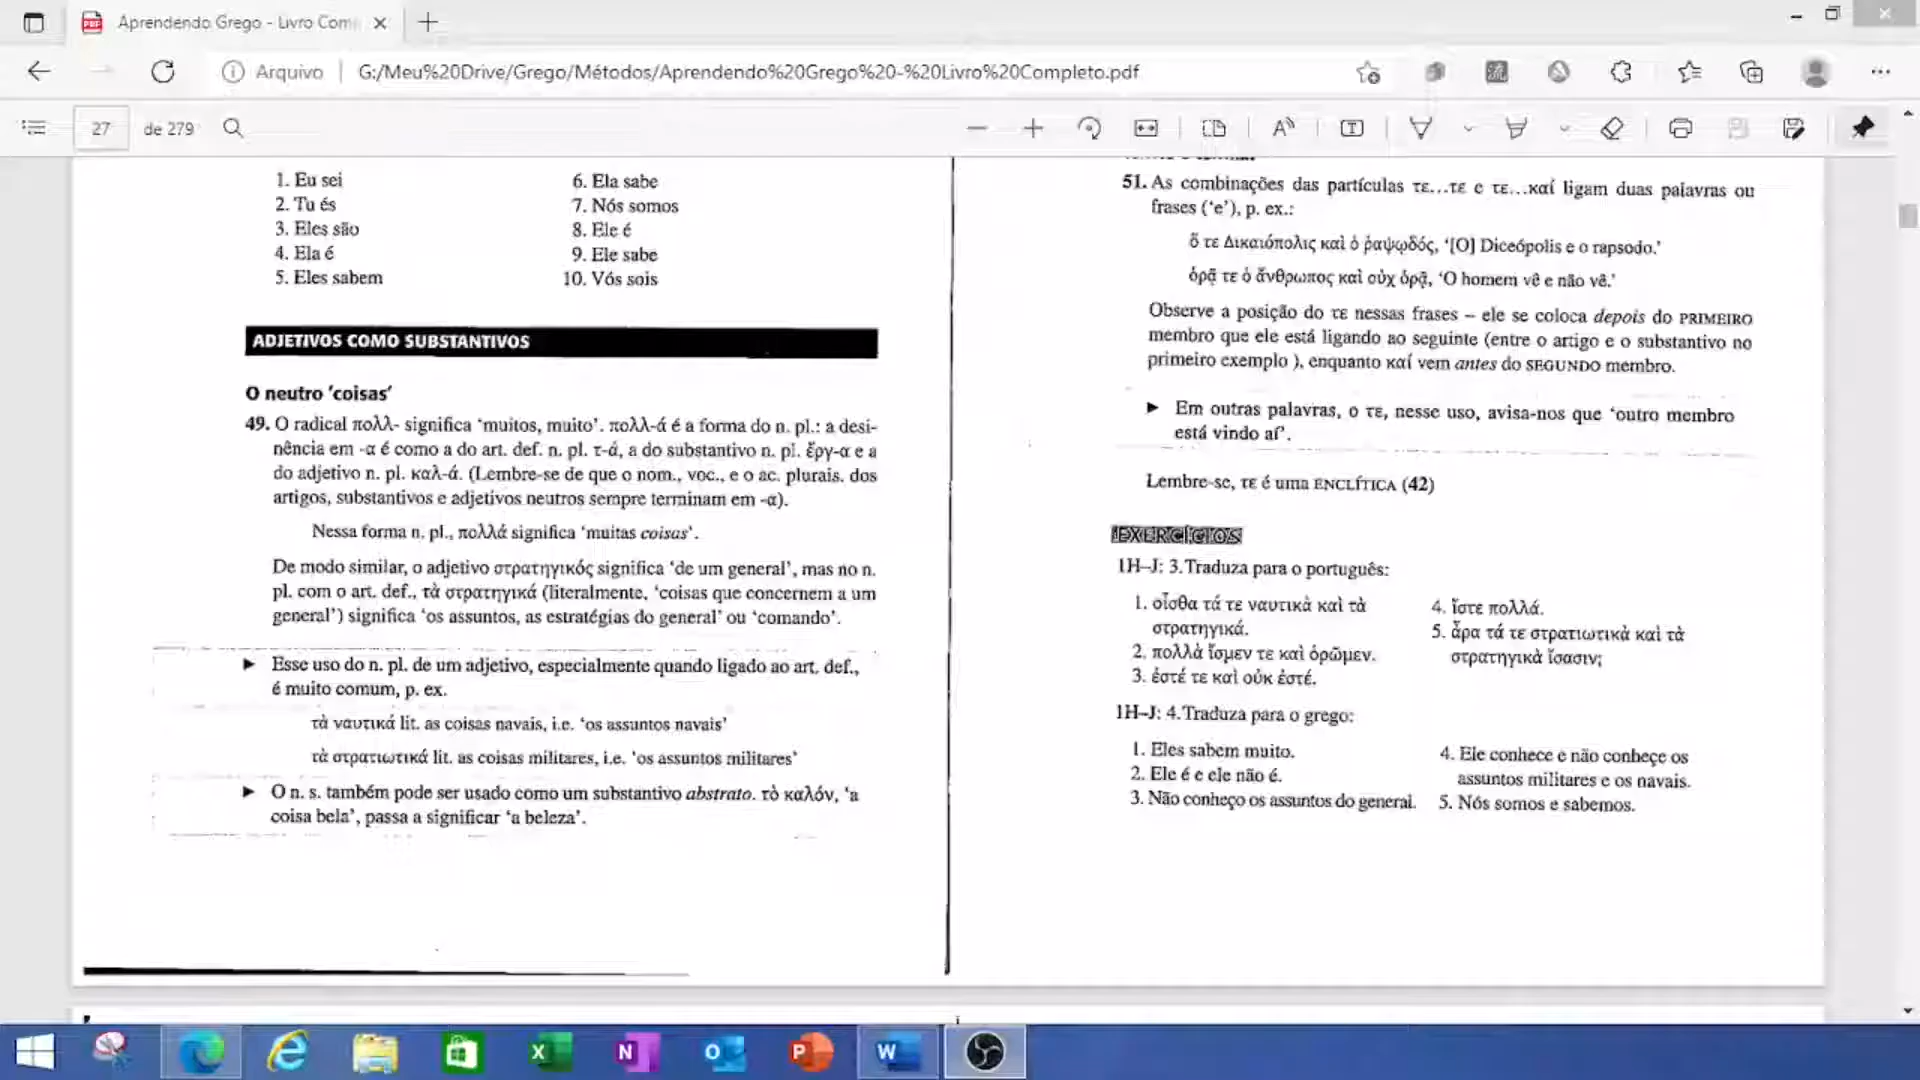 Aprendendo Grego - Livro Com
Arquivo
G:/Meu%20Drive/Grego/Métodos/Aprendendo%20Grego%20-%20Livro%20Completo.pdf
27 de 279
1. Eu sei
2. Tu és
3. Eles são
4. Ela é
5. Eles sabem
6. Ela sabe
7. Nós somos
8. Ele é
9. Ele sabe
10. Vós sois
ADJETIVOS COMO SUBSTANTIVOS
O neutro 'coisas'
49. O radical πολλ- significa 'muitos, muito'. πολλ-ά é a forma do n. pl.: a desi-
nência em -α é como a do art. def. n. pl. τ-ά, a do substantivo n. pl. ἔργ-α e a
do adjetivo n. pl. καλ-ά. (Lembre-se de que o nom., voc., e o ac. plurais. dos
artigos, substantivos e adjetivos neutros sempre terminam em -α).
Nessa forma n. pl., πολλά significa 'muitas coisas'.
De modo similar, o adjetivo στρατηγικός significa 'de um general', mas no n.
pl. com o art. def., τὰ στρατηγικά (literalmente, 'coisas que concernem a um
general') significa 'os assuntos, as estratégias do general' ou 'comando'.
► Esse uso do n. pl. de um adjetivo, especialmente quando ligado ao art. def.,
é muito comum, p. ex.
τὰ ναυτικά lit. as coisas navais, i.e. 'os assuntos navais'
τὰ στρατιωτικά lit. as coisas militares, i.e. 'os assuntos militares'
► O n. s. também pode ser usado como um substantivo abstrato. τὸ καλόν, 'a
coisa bela', passa a significar 'a beleza'.
51. As combinações das partículas τε...τε e τε...καί ligam duas palavras ou
frases ('e'), p. ex.:
ὅ τε Δικαιόπολις καὶ ὁ ῥαψῳδός, '[O] Diceópolis e o rapsodo.'
ὁρᾷ τε ὁ ἄνθρωπος καὶ οὐχ ὁρᾷ, 'O homem vê e não vê.'
Observe a posição do τε nessas frases – ele se coloca depois do PRIMEIRO
membro que ele está ligando ao seguinte (entre o artigo e o substantivo no
primeiro exemplo ), enquanto καί vem antes do SEGUNDO membro.
► Em outras palavras, o τε, nesse uso, avisa-nos que 'outro membro
está vindo aí'.
Lembre-se, τε é uma ENCLÍTICA (42)
EXERCÍCIOS
1H–J: 3.Traduza para o português:
1. οἶσθα τά τε ναυτικὰ καὶ τὰ
στρατηγικά.
2. πολλὰ ἴσμεν τε καὶ ὁρῶμεν.
3. ἐστέ τε καὶ οὐκ ἐστέ.
4. ἴστε πολλά.
5. ἆρα τά τε στρατιωτικὰ καὶ τὰ
στρατηγικὰ ἴσασιν;
1H–J: 4.Traduza para o grego:
1. Eles sabem muito.
2. Ele é e ele não é.
3. Não conheço os assuntos do general.
4. Ele conhece e não conheçe os
assuntos militares e os navais.
5. Nós somos e sabemos.